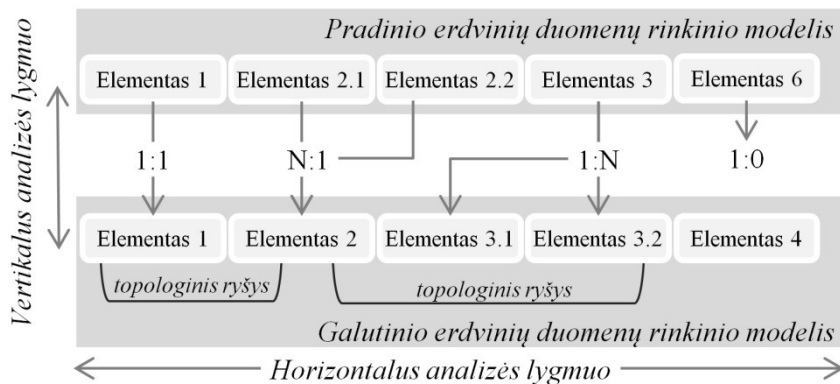 Pradinio erdvinių duomenų rinkinio modelis
Vertikalus analizės lygmuo
Elementas 1 Elementas 2.1 Elementas 2.2 Elementas 3 Elementas 6
1:1 N:1 1:N 1:0
Elementas 1 Elementas 2 Elementas 3.1 Elementas 3.2 Elementas 4
topologinis ryšys topologinis ryšys
Galutinio erdvinių duomenų rinkinio modelis
Horizontalus analizės lygmuo